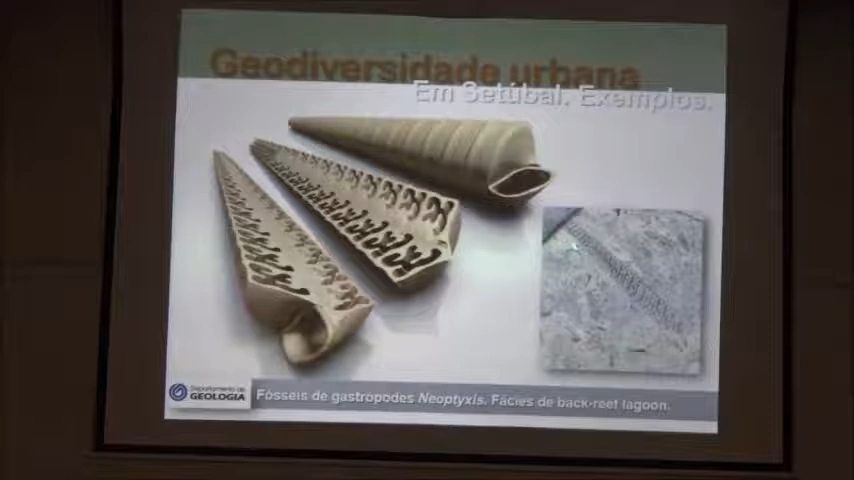 Geodiversidade urbana
Em Setúbal. Exemplos.
Departamento de
GEOLOGIA
Fósseis de gastrópodes Neoptyxis. Fácies de back-reef lagoon.